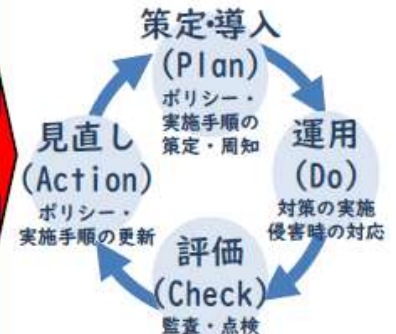 策定・導入
(Plan)
ポリシー・
実施手順の
策定・周知
運用
(Do)
対策の実施
侵害時の対応
評価
(Check)
監査・点検
見直し
(Action)
ポリシー・
実施手順の更新